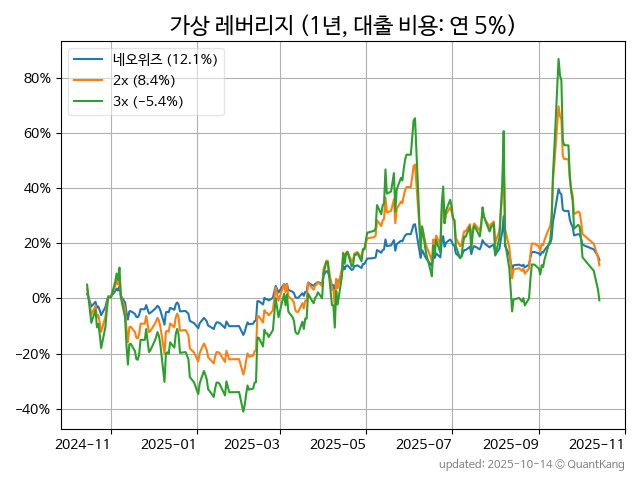 가상 레버리지 (1년, 대출 비용: 연 5%)
네오위즈 (12.1%)
2x (8.4%)
3x (−5.4%)
80%
60%
40%
20%
0%
−20%
−40%
2024-11
2025-01
2025-03
2025-05
2025-07
2025-09
2025-11
updated: 2025-10-14 © QuantKang